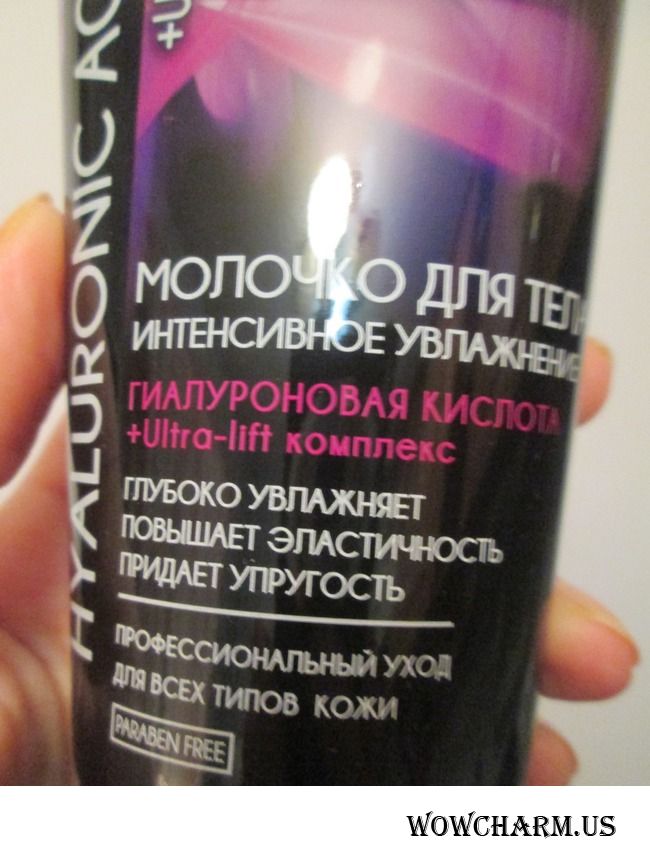 +U
HYALURONIC AC
МОЛОЧКО ДЛЯ ТЕЛА
ИНТЕНСИВНОЕ УВЛАЖНЕНИЕ
ГИАЛУРОНОВАЯ КИСЛОТА
+Ultra-lift комплекс
ГЛУБОКО УВЛАЖНЯЕТ
ПОВЫШАЕТ ЭЛАСТИЧНОСТЬ
ПРИДАЕТ УПРУГОСТЬ
ПРОФЕССИОНАЛЬНЫЙ УХОД
ДЛЯ ВСЕХ ТИПОВ КОЖИ
PARABEN FREE
WOWCHARM.US